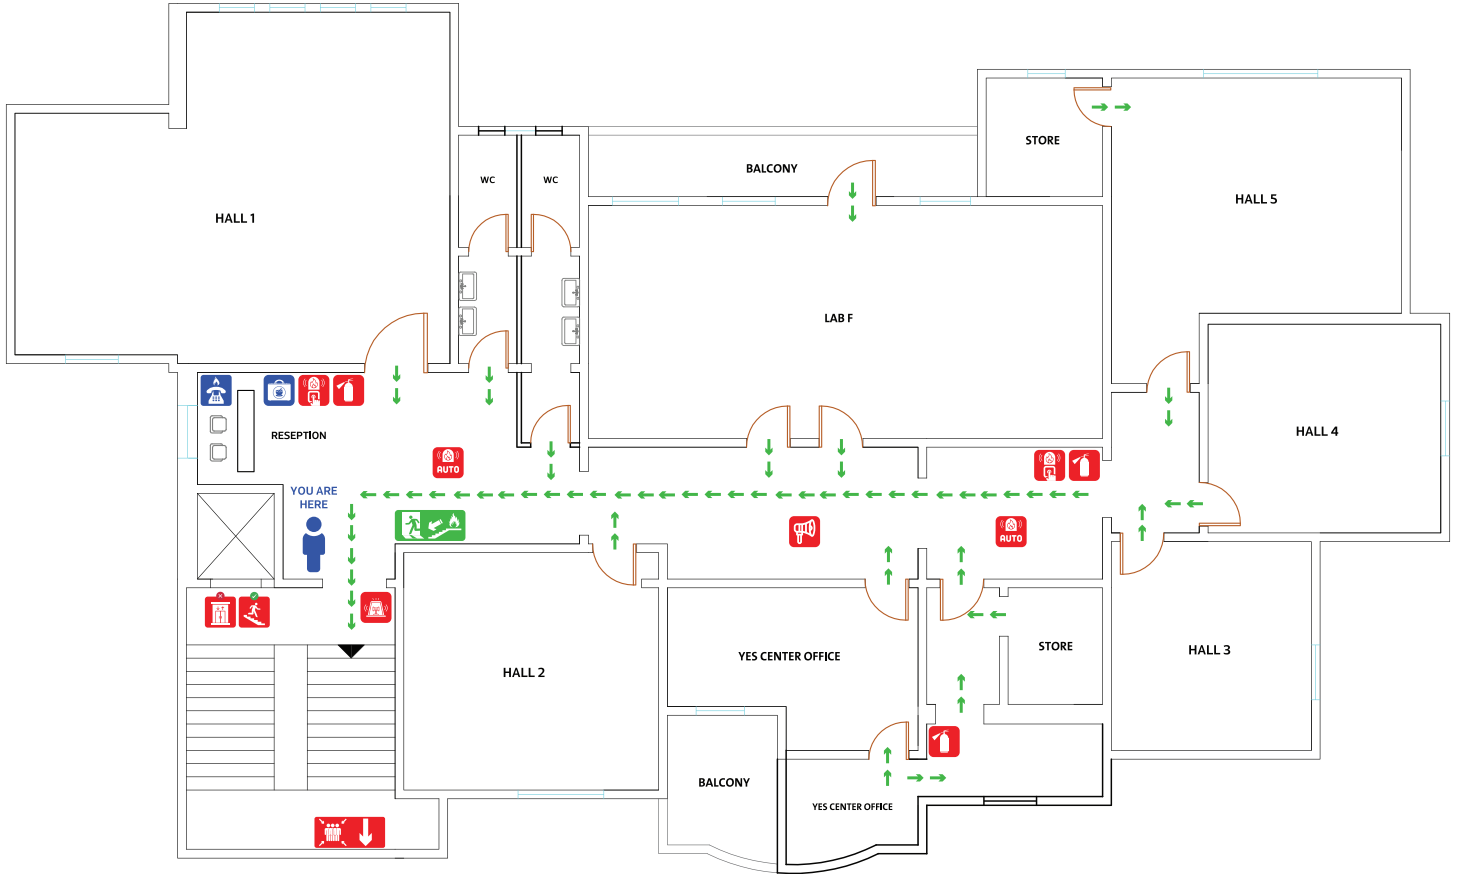 BALCONY
STORE
WC
WC
HALL 5
HALL 1
LAB F
RESEPTION
HALL 4
AUTO
YOU ARE
HERE
AUTO
STORE
HALL 3
YES CENTER OFFICE
HALL 2
BALCONY
YES CENTER OFFICE